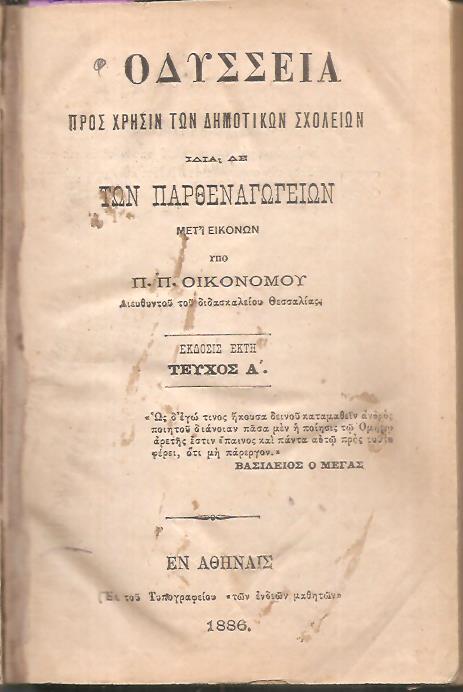 ΟΔΥΣΣΕΙΑ
ΠΡΟΣ ΧΡΗΣΙΝ ΤΩΝ ΔΗΜΟΤΙΚΩΝ ΣΧΟΛΕΙΩΝ
ΙΔΙΑ, ΔΕ
ΤΩΝ ΠΑΡΘΕΝΑΓΩΓΕΙΩΝ
ΜΕΤ' ΕΙΚΟΝΩΝ
ΥΠΟ
Π. Π. ΟΙΚΟΝΟΜΟΥ
Διευθυντοῦ τοῦ διδασκαλείου Θεσσαλίας,
ΕΚΔΟΣΙΣ ΕΚΤΗ
ΤΕΥΧΟΣ Α΄.
«Ὡς δ' ἐγώ τινος ἤκουσα δεινοῦ καταμαθεῖν ἀνδρὸς
ποιητοῦ διάνοιαν πᾶσα μὲν ἡ ποίησις τῷ Ὁμήρῳ
ἀρετῆς ἐστιν ἔπαινος καὶ πάντα αὐτῷ πρὸς τοῦτο
φέρει, ὅτι μὴ πάρεργον.»
ΒΑΣΙΛΕΙΟΣ Ο ΜΕΓΑΣ
ΕΝ ΑΘΗΝΑΙΣ
Ἐκ τοῦ Τυπογραφείου «τῶν ἐνδεῶν μαθητῶν»
1886.